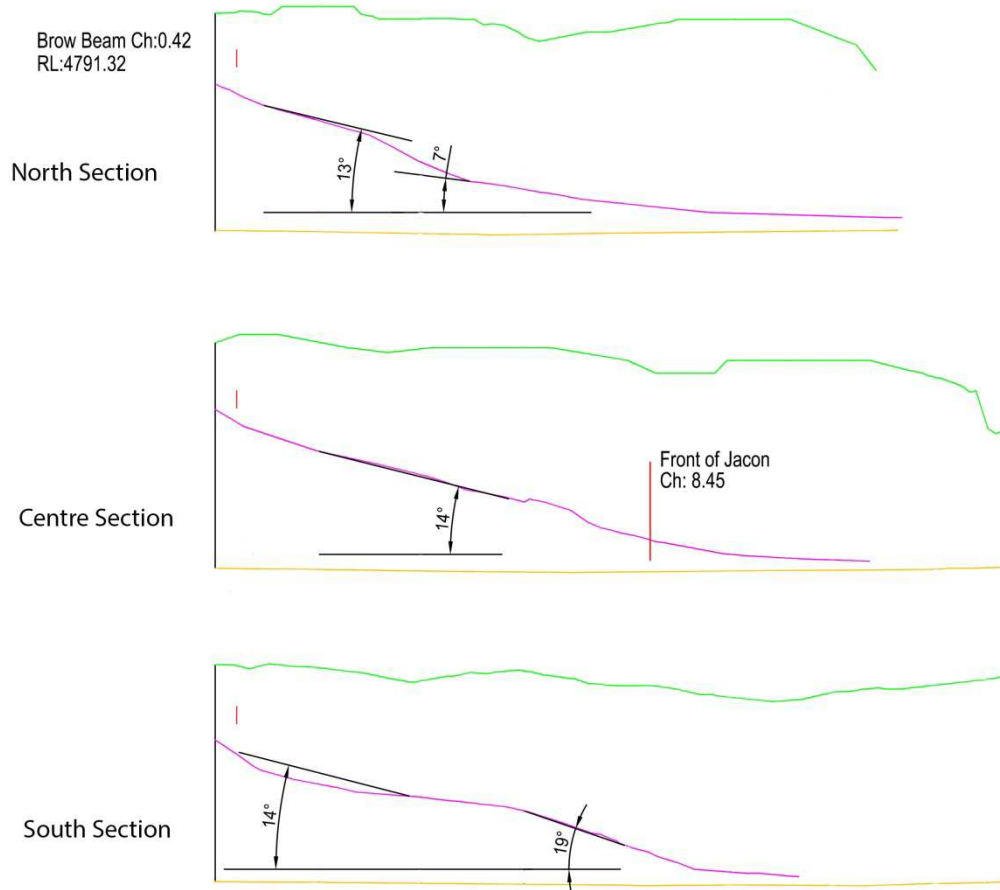 Brow Beam Ch:0.42
RL:4791.32
North Section
13°
7°
Centre Section
14°
Front of Jacon
Ch: 8.45
South Section
14°
19°